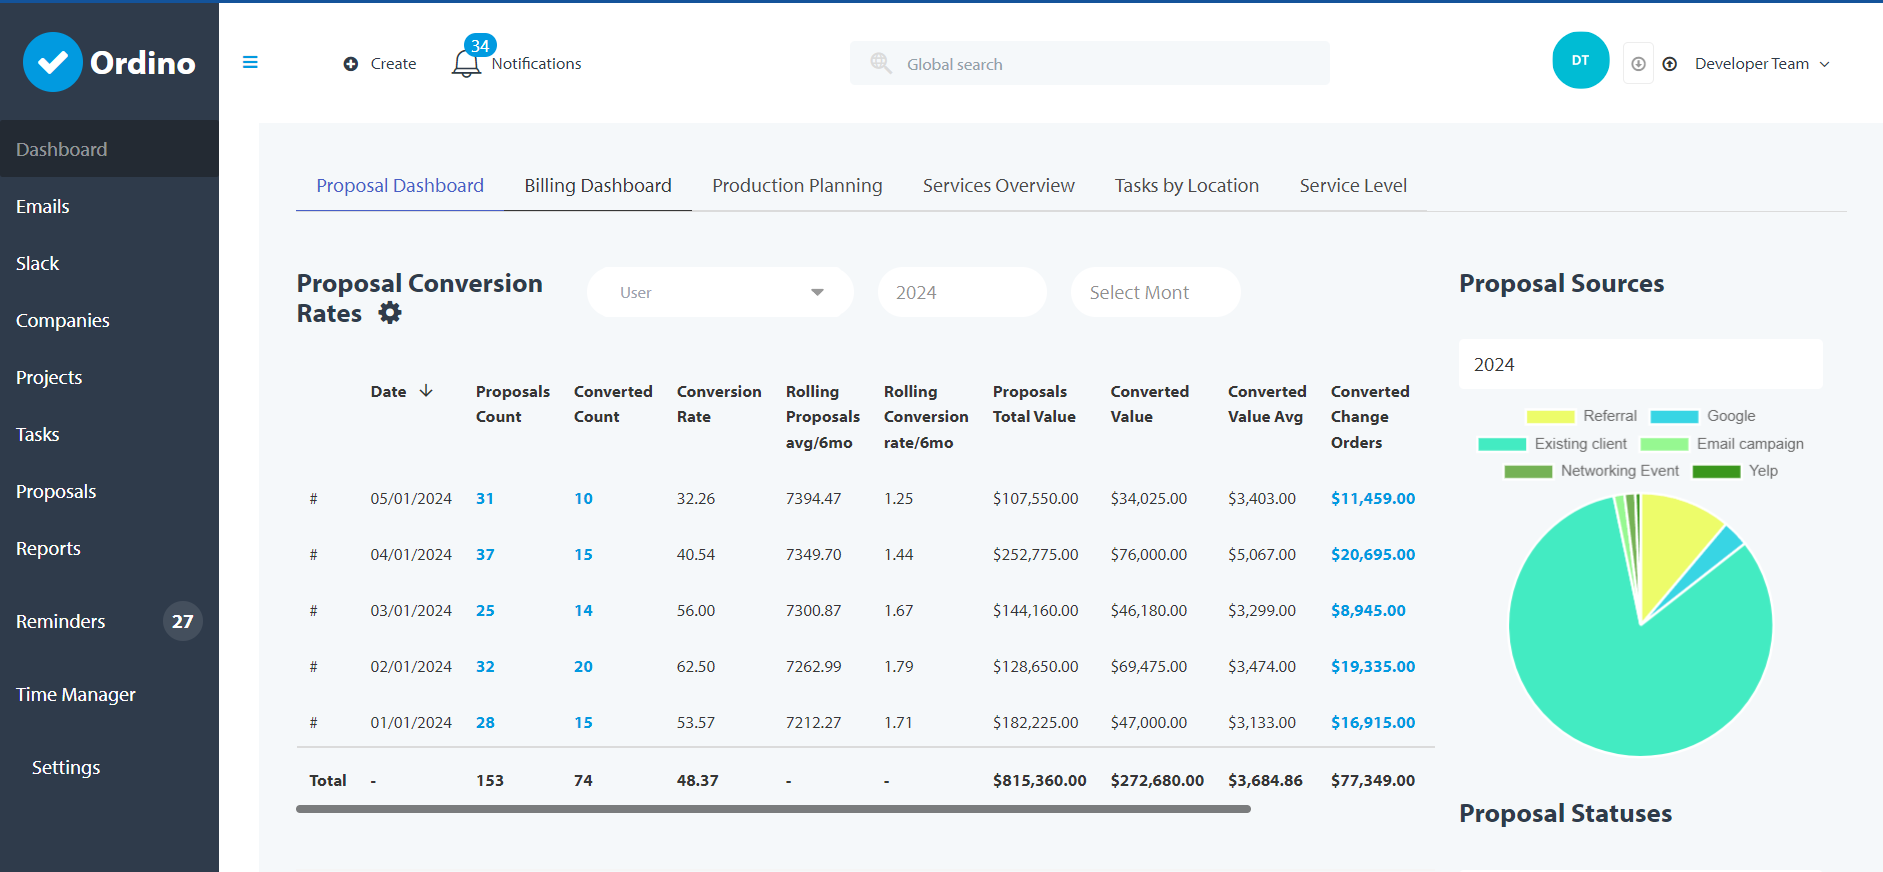 Ordino
Create
34
Notifications
Global search
DT
Developer Team
Dashboard
Emails
Slack
Companies
Projects
Tasks
Proposals
Reports
Reminders 27
Time Manager
Settings
Proposal Dashboard Billing Dashboard Production Planning Services Overview Tasks by Location Service Level
Proposal Conversion
Rates
User
2024
Select Mont
Date Proposals Count Converted Count Conversion Rate Rolling Proposals avg/6mo Rolling Conversion rate/6mo Proposals Total Value Converted Value Converted Value Avg Converted Change Orders
# 05/01/2024 31 10 32.26 7394.47 1.25 $107,550.00 $34,025.00 $3,403.00 $11,459.00
# 04/01/2024 37 15 40.54 7349.70 1.44 $252,775.00 $76,000.00 $5,067.00 $20,695.00
# 03/01/2024 25 14 56.00 7300.87 1.67 $144,160.00 $46,180.00 $3,299.00 $8,945.00
# 02/01/2024 32 20 62.50 7262.99 1.79 $128,650.00 $69,475.00 $3,474.00 $19,335.00
# 01/01/2024 28 15 53.57 7212.27 1.71 $182,225.00 $47,000.00 $3,133.00 $16,915.00
Total - 153 74 48.37 - - $815,360.00 $272,680.00 $3,684.86 $77,349.00
Proposal Sources
2024
Referral Google
Existing client Email campaign
Networking Event Yelp
Proposal Statuses